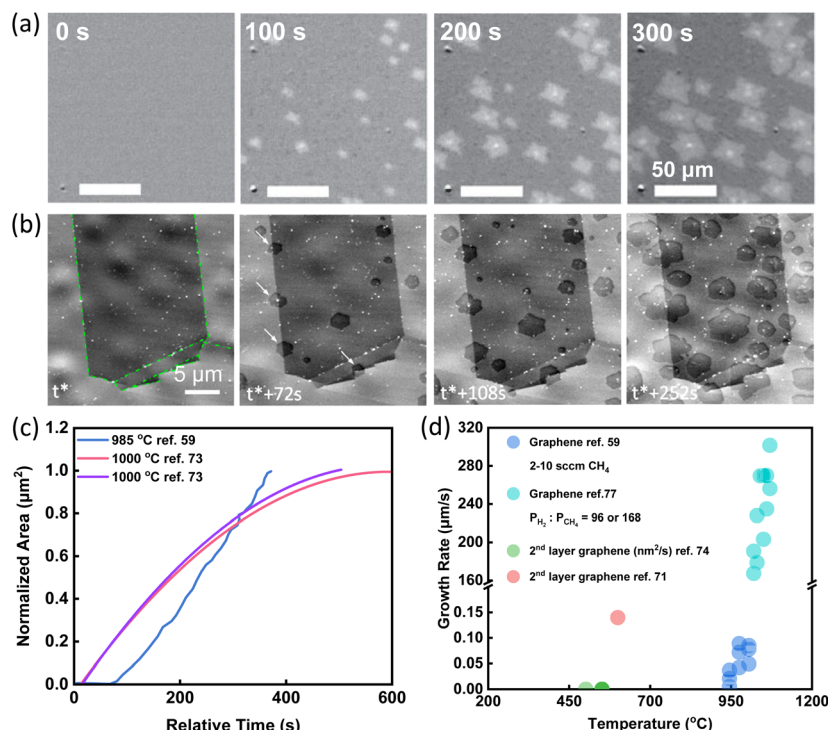 (a)
0 s
100 s
200 s
300 s
50 μm
(b)
t*
5 μm
t*+72s
t*+108s
t*+252s
(c)
Normalized Area (μm²)
1.2
1.0
0.8
0.6
0.4
0.2
0.0
985 °C ref. 59
1000 °C ref. 73
1000 °C ref. 73
0
200
400
600
Relative Time (s)
(d)
Growth Rate (μm/s)
320
280
240
200
160
0.15
0.10
0.05
0.00
Graphene ref. 59
2-10 sccm CH₄
Graphene ref.77
P_H₂ : P_CH₄ = 96 or 168
2nd layer graphene (nm²/s) ref. 74
2nd layer graphene ref. 71
200
450
700
950
1200
Temperature (°C)